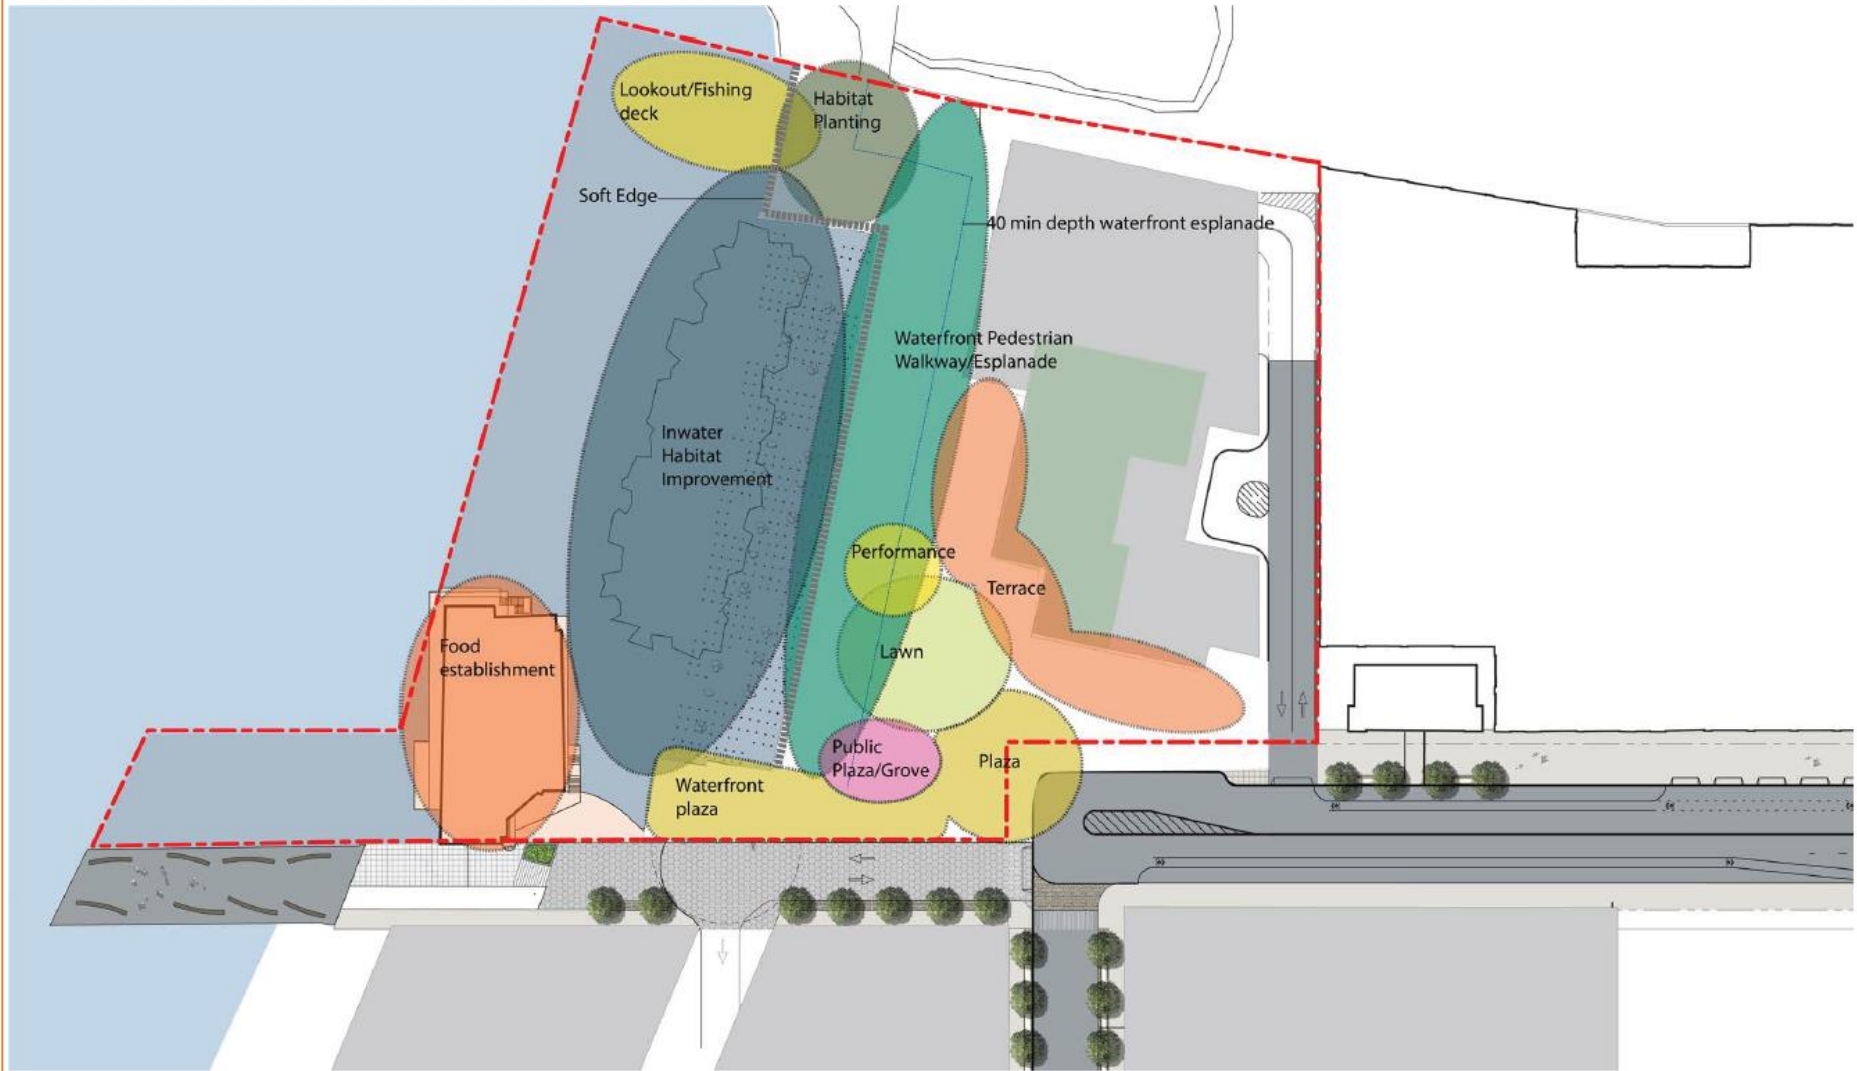 Lookout/Fishing
deck
Habitat
Planting
Soft Edge
40 min depth waterfront esplanade
Waterfront Pedestrian
Walkway/Esplanade
Inwater
Habitat
Improvement
Performance
Terrace
Food
establishment
Lawn
Public
Plaza/Grove
Plaza
Waterfront
plaza